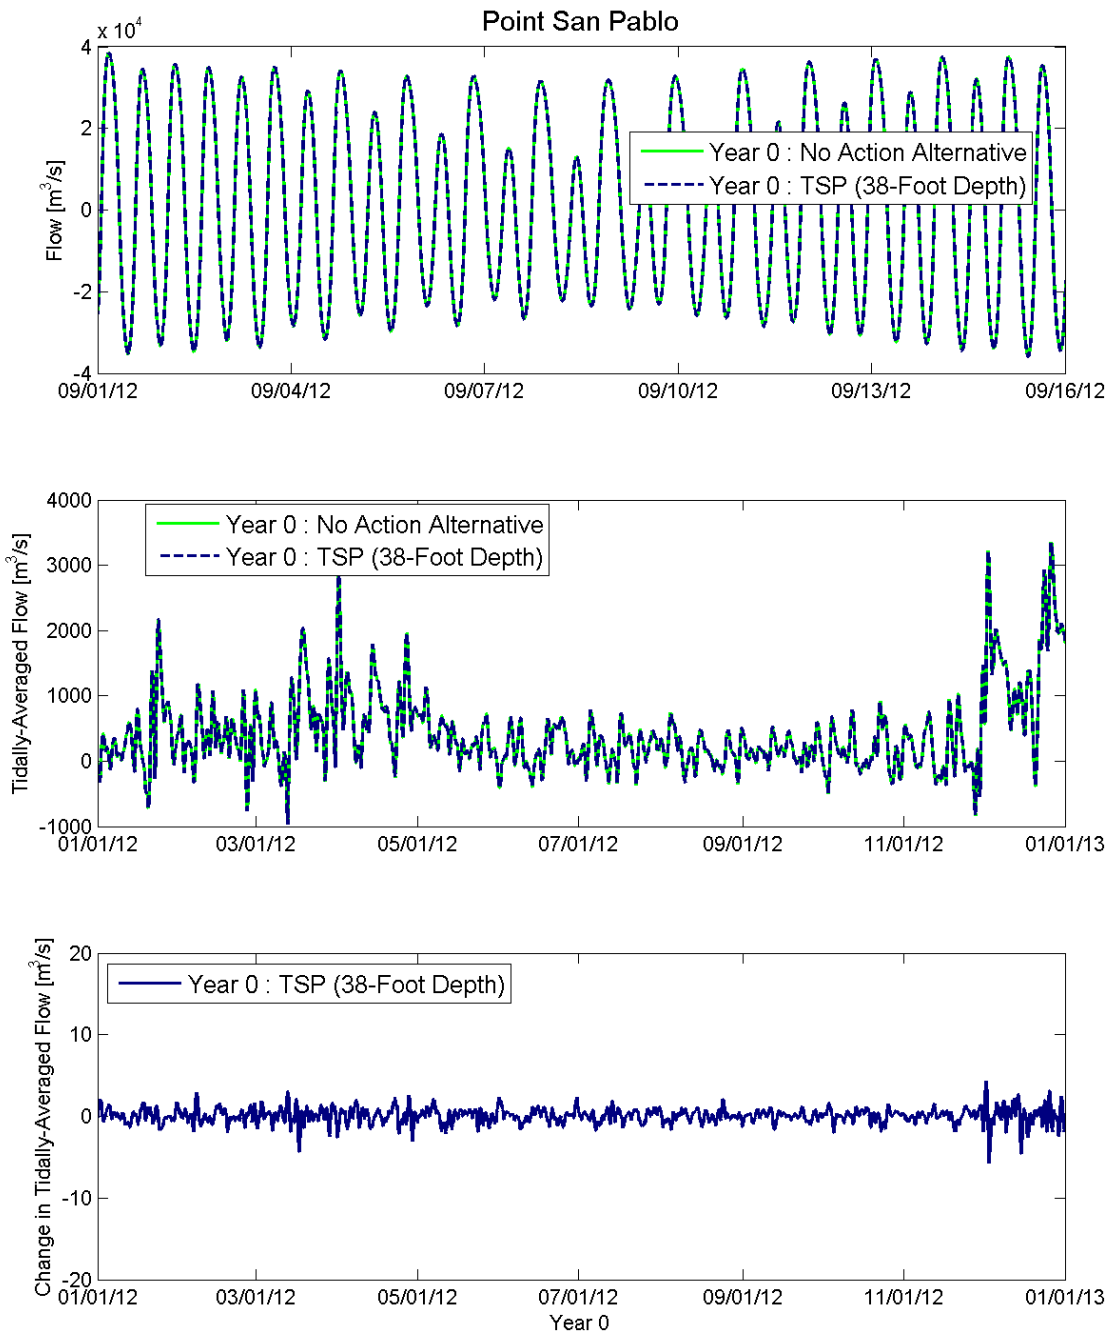 Point San Pablo
x 10⁴
4
2
0
-2
-4
Flow [m³/s]
Year 0 : No Action Alternative
Year 0 : TSP (38-Foot Depth)
09/01/12 09/04/12 09/07/12 09/10/12 09/13/12 09/16/12
4000
3000
2000
1000
0
-1000
Tidally-Averaged Flow [m³/s]
Year 0 : No Action Alternative
Year 0 : TSP (38-Foot Depth)
01/01/12 03/01/12 05/01/12 07/01/12 09/01/12 11/01/12 01/01/13
20
10
0
-10
-20
Change in Tidally-Averaged Flow [m³/s]
Year 0 : TSP (38-Foot Depth)
01/01/12 03/01/12 05/01/12 07/01/12 09/01/12 11/01/12 01/01/13
Year 0